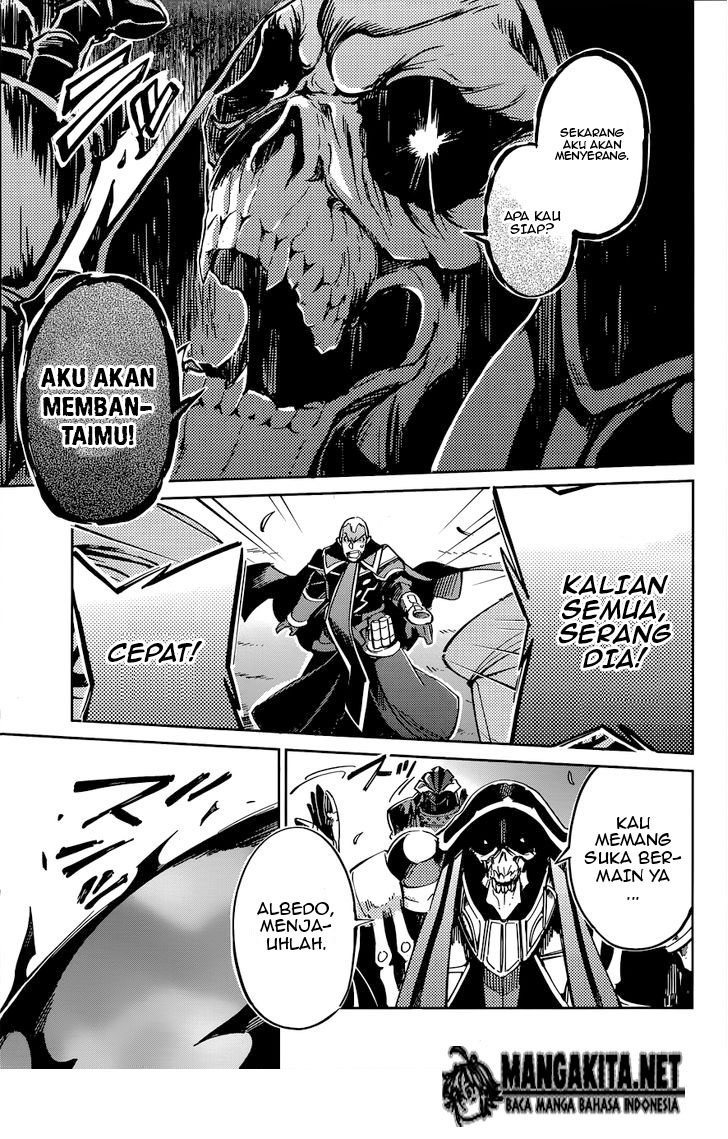 SEKARANG
AKU AKAN
MENYERANG.
APA KAU
SIAP?
AKU AKAN
MEMBAN-
TAIMU!
KALIAN
SEMUA,
SERANG
DIA!
CEPAT!
KAU
MEMANG
SUKA BER-
MAIN YA
...
ALBEDO,
MENJA-
UHLAH.
MANGAKITA.NET
BACA MANGA BAHASA INDONESIA